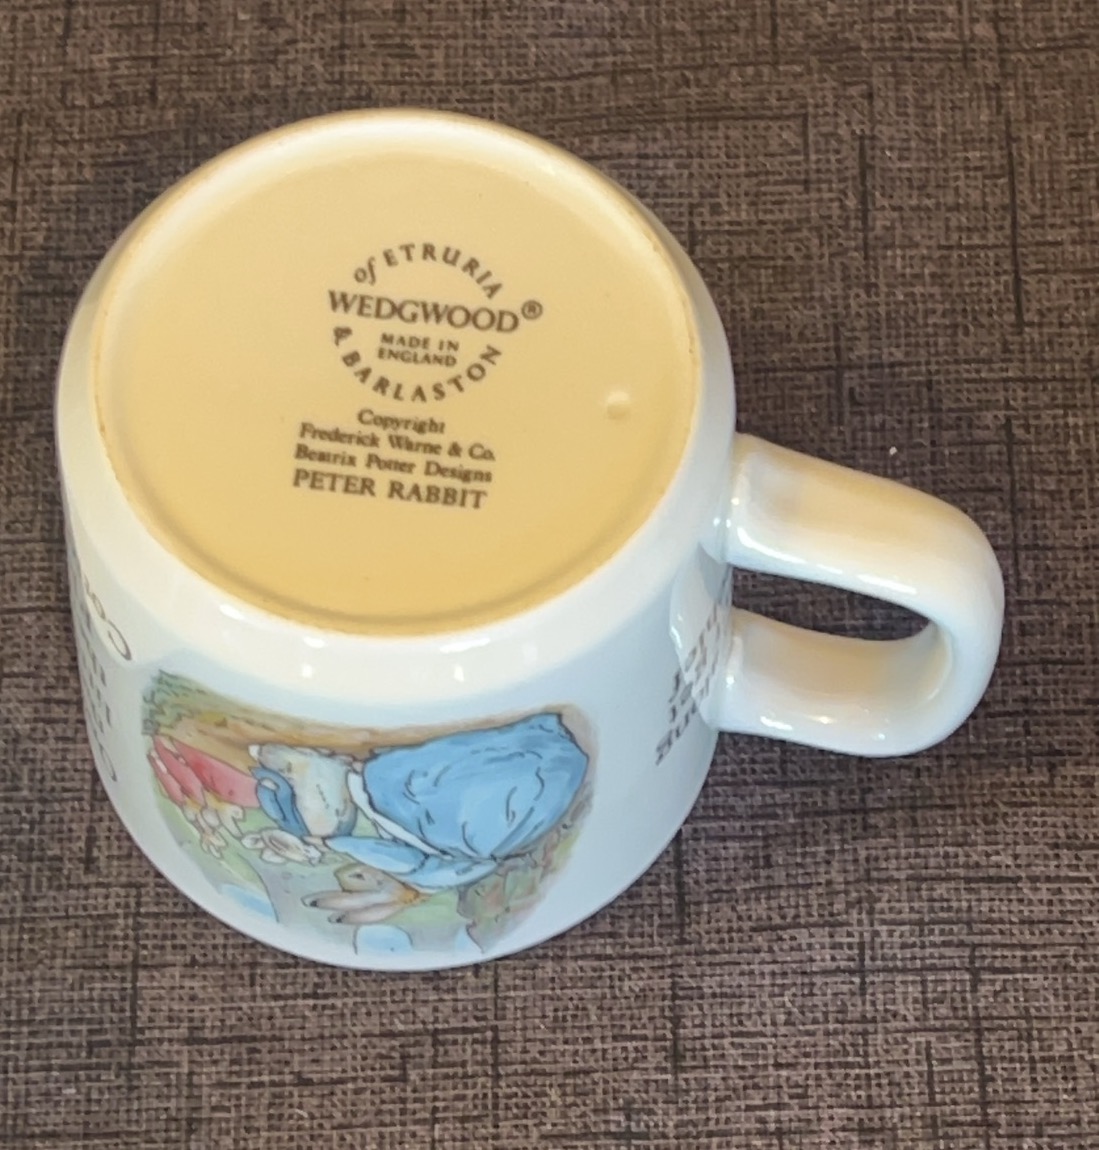 of ETRURIA
WEDGWOOD®
MADE IN
ENGLAND
& BARLASTON
Copyright
Frederick Warne & Co.
Beatrix Potter Designs
PETER RABBIT